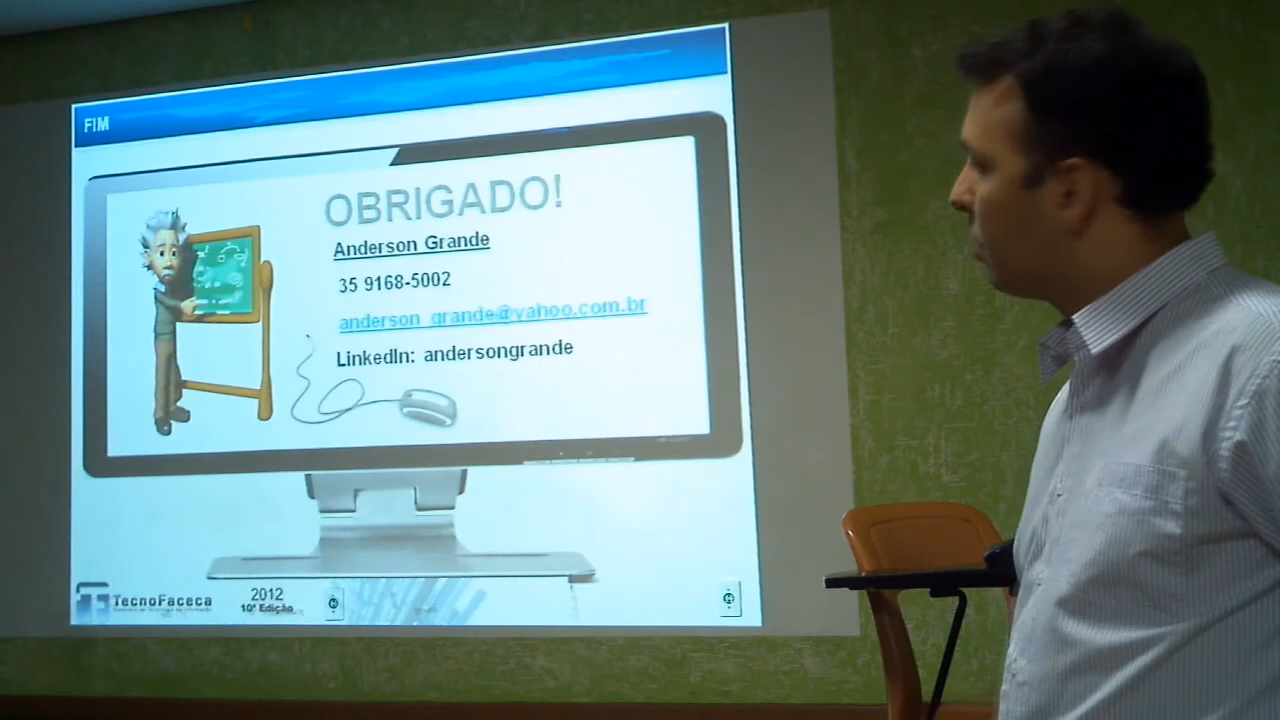 FIM
OBRIGADO!
Anderson Grande
35 9168-5002
anderson_grande@yahoo.com.br
LinkedIn: andersongrande
TecnoFaceca
2012
10ª Edição